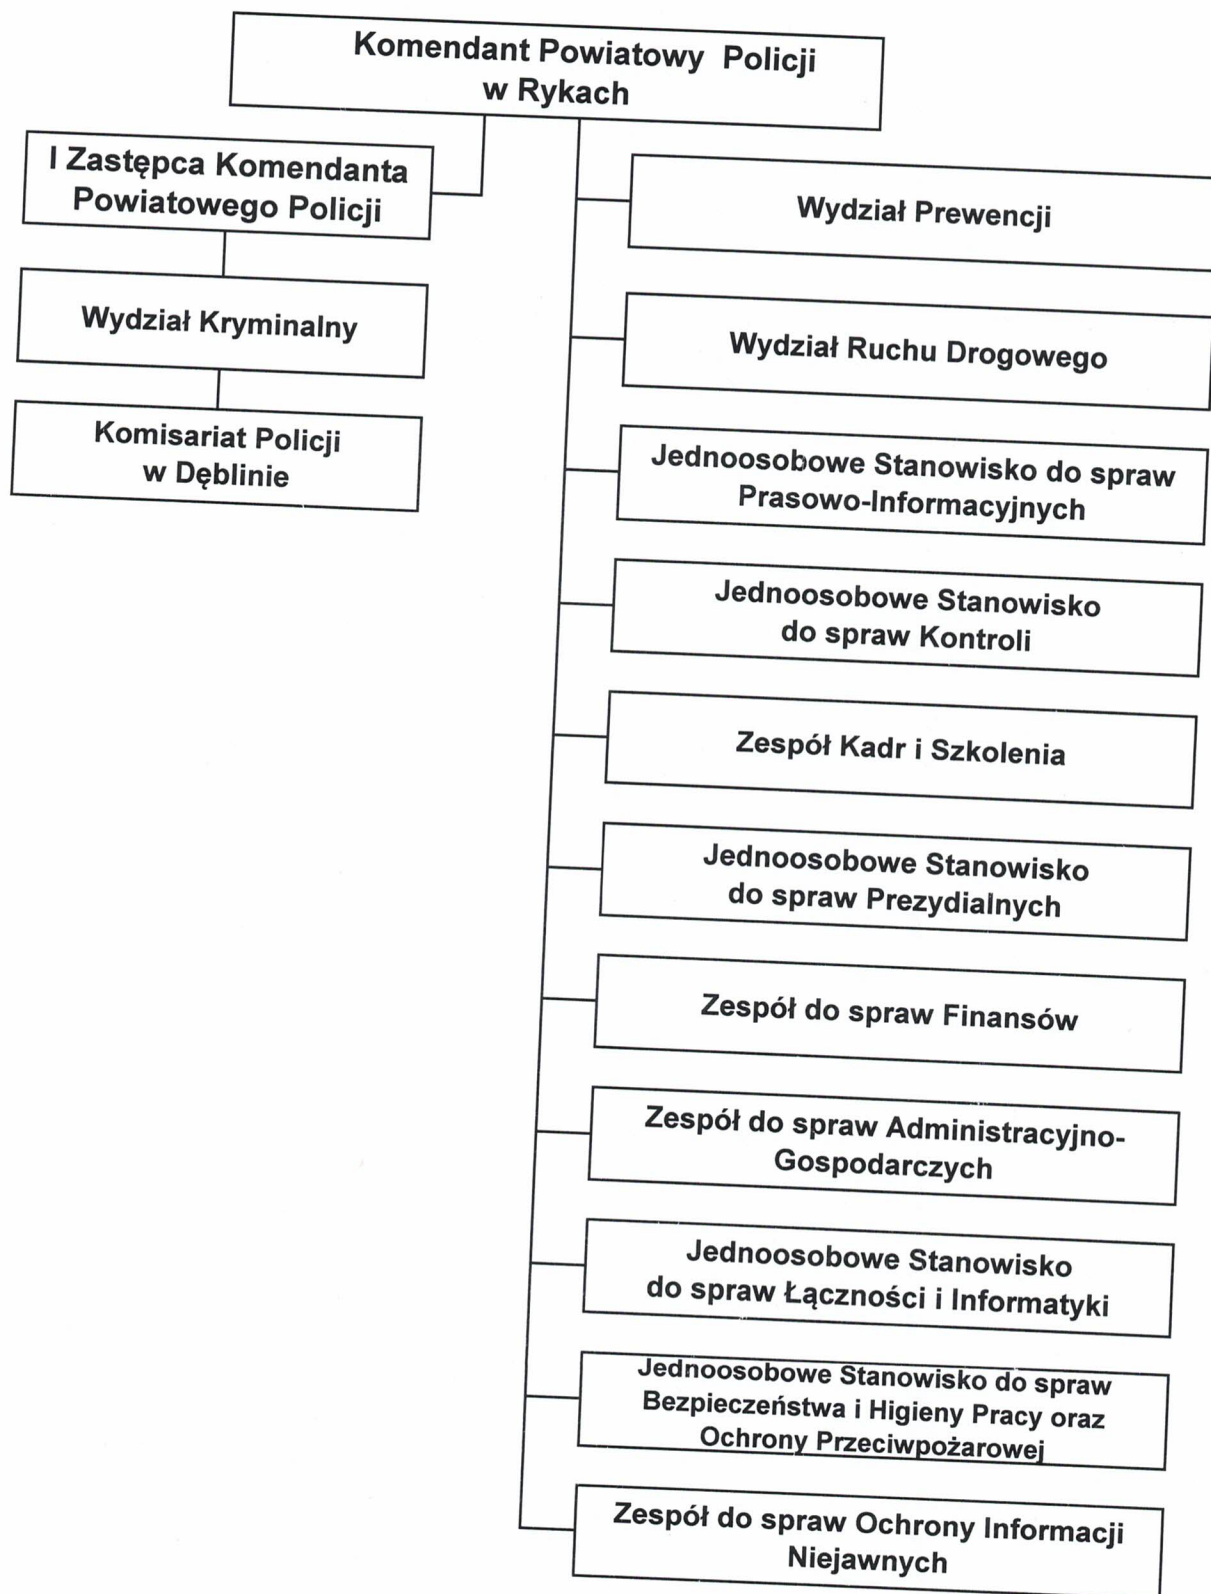 Komendant Powiatowy Policji
w Rykach
I Zastępca Komendanta
Powiatowego Policji
Wydział Kryminalny
Komisariat Policji
w Dęblinie
Wydział Prewencji
Wydział Ruchu Drogowego
Jednoosobowe Stanowisko do spraw
Prasowo-Informacyjnych
Jednoosobowe Stanowisko
do spraw Kontroli
Zespół Kadr i Szkolenia
Jednoosobowe Stanowisko
do spraw Prezydialnych
Zespół do spraw Finansów
Zespół do spraw Administracyjno-
Gospodarczych
Jednoosobowe Stanowisko
do spraw Łączności i Informatyki
Jednoosobowe Stanowisko do spraw
Bezpieczeństwa i Higieny Pracy oraz
Ochrony Przeciwpożarowej
Zespół do spraw Ochrony Informacji
Niejawnych